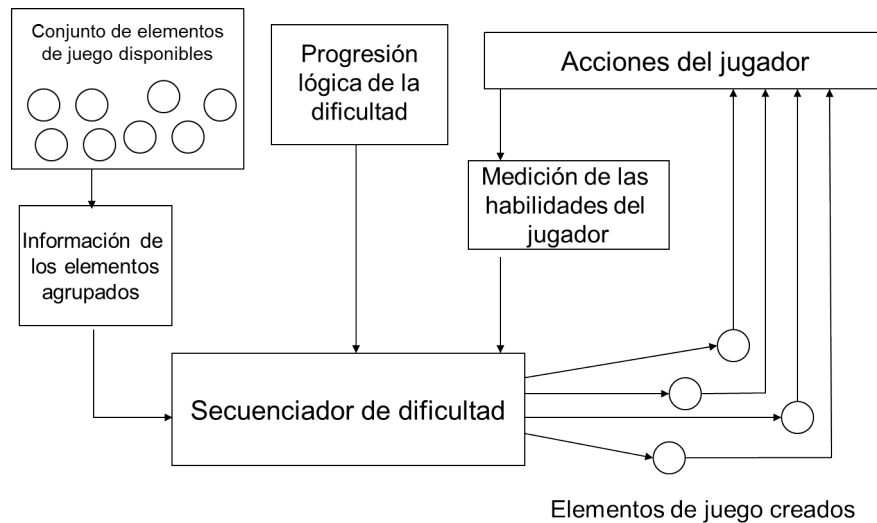 Conjunto de elementos
de juego disponibles
Progresión
lógica de la
dificultad
Acciones del jugador
Medición de las
habilidades del
jugador
Información de
los elementos
agrupados
Secuenciador de dificultad
Elementos de juego creados